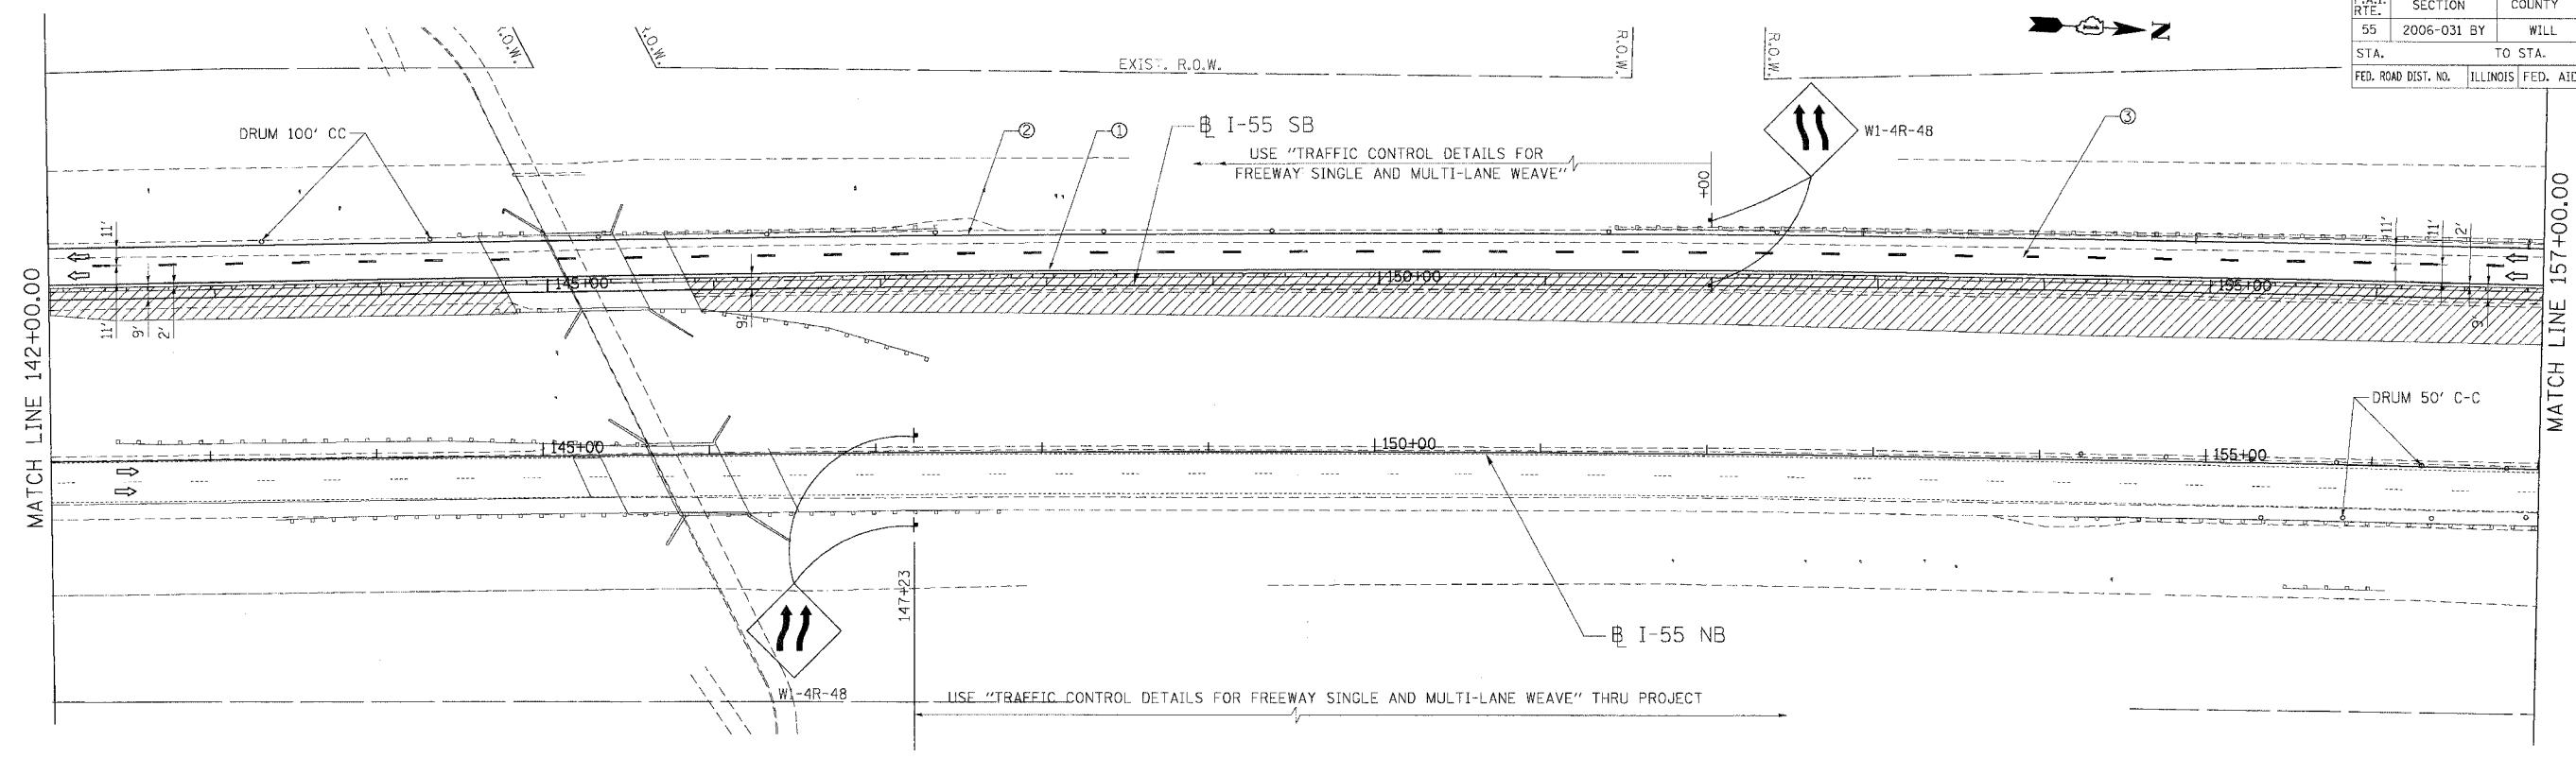 F.A.I. RTE. SECTION COUNTY
55 2006-031 BY WILL
STA. TO STA.
FED. ROAD DIST. NO. ILLINOIS FED. AID
N
R.O.W.
R.O.W.
EXIST. R.O.W.
R.O.W.
R.O.W.
DRUM 100' CC
2
1
℄ I-55 SB
USE "TRAFFIC CONTROL DETAILS FOR
FREEWAY SINGLE AND MULTI-LANE WEAVE"
+00
W1-4R-48
3
11'
11'
9'
2'
9'
11'
11'
2'
9'
145+00
150+00
155+00
MATCH LINE 142+00.00
MATCH LINE 157+00.00
DRUM 50' C-C
145+00
150+00
155+00
147+23
W1-4R-48
℄ I-55 NB
USE "TRAFFIC CONTROL DETAILS FOR FREEWAY SINGLE AND MULTI-LANE WEAVE" THRU PROJECT